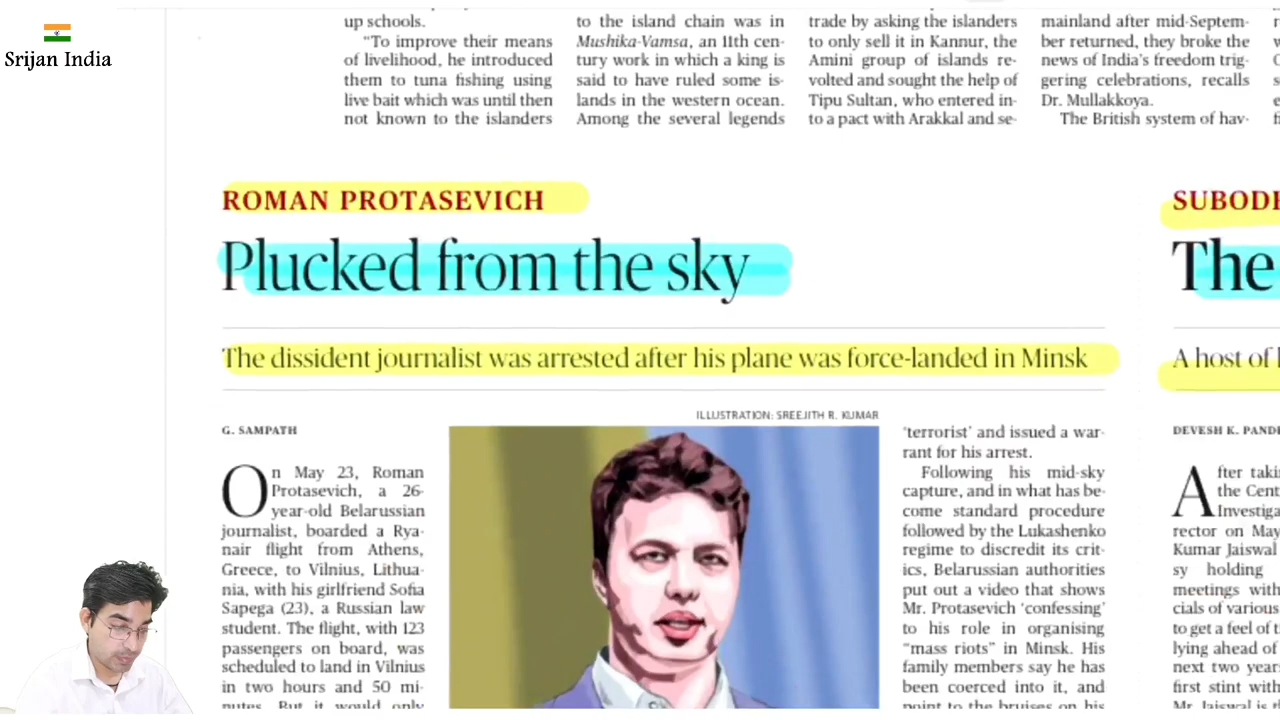 Srijan India
up schools.
“To improve their means
of livelihood, he introduced
them to tuna fishing using
live bait which was until then
not known to the islanders
to the island chain was in
Mushika-Vamsa, an 11th cen-
tury work in which a king is
said to have ruled some is-
lands in the western ocean.
Among the several legends
trade by asking the islanders
to only sell it in Kannur, the
Amini group of islands re-
volted and sought the help of
Tipu Sultan, who entered in-
to a pact with Arakkal and se-
mainland after mid-Septem-
ber returned, they broke the
news of India’s freedom trig-
gering celebrations, recalls
Dr. Mullakkoya.
The British system of hav-
ROMAN PROTASEVICH
Plucked from the sky
The dissident journalist was arrested after his plane was force-landed in Minsk
G. SAMPATH
On May 23, Roman
Protasevich, a 26-
year-old Belarussian
journalist, boarded a Rya-
nair flight from Athens,
Greece, to Vilnius, Lithua-
nia, with his girlfriend Sofia
Sapega (23), a Russian law
student. The flight, with 123
passengers on board, was
scheduled to land in Vilnius
in two hours and 50 mi-
nutes. But it would only
ILLUSTRATION: SREEJITH R. KUMAR
‘terrorist’ and issued a war-
rant for his arrest.
Following his mid-sky
capture, and in what has be-
come standard procedure
followed by the Lukashenko
regime to discredit its crit-
ics, Belarussian authorities
put out a video that shows
Mr. Protasevich ‘confessing’
to his role in organising
“mass riots” in Minsk. His
family members say he has
been coerced into it, and
point to the bruises on his
SUBODH
The
A host of
DEVESH K. PAND
After taki
the Cent
Investiga
rector on May
Kumar Jaiswal
sy holding
meetings with
cials of various
to get a feel of t
lying ahead of
next two year
first stint with
Mr. Jaiswal is t